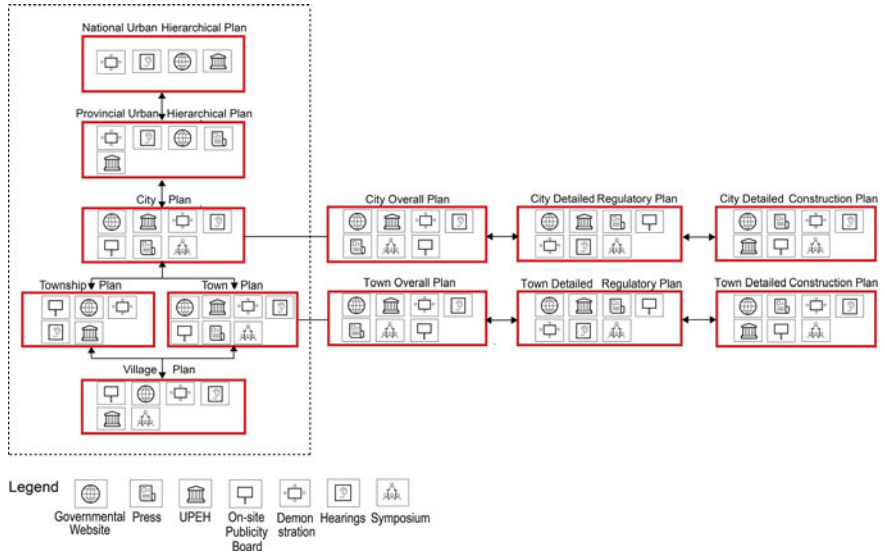 National Urban Hierarchical Plan
Provincial Urban Hierarchical Plan
City Plan
City Overall Plan
City Detailed Regulatory Plan
City Detailed Construction Plan
Township Plan
Town Plan
Town Overall Plan
Town Detailed Regulatory Plan
Town Detailed Construction Plan
Village Plan
Legend
Governmental
Website
Press
UPEH
On-site
Publicity
Board
Demon
stration
Hearings
Symposium